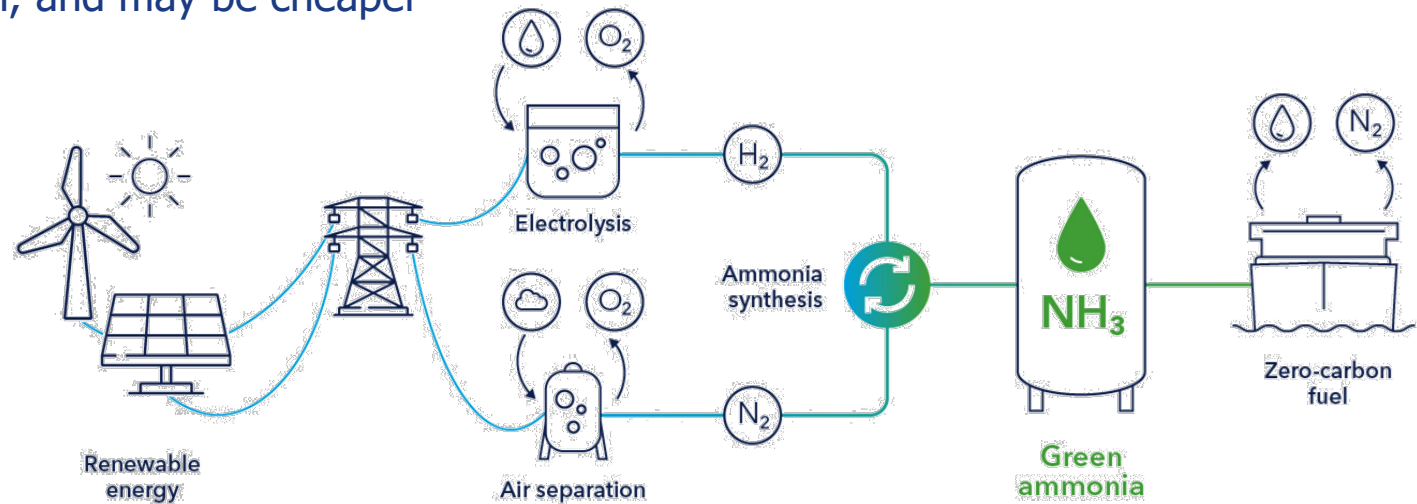 , and may be cheaper
O₂
H₂
Electrolysis
N₂
Ammonia
synthesis
NH₃
O₂
N₂
Zero-carbon
fuel
Renewable
energy
Air separation
Green
ammonia